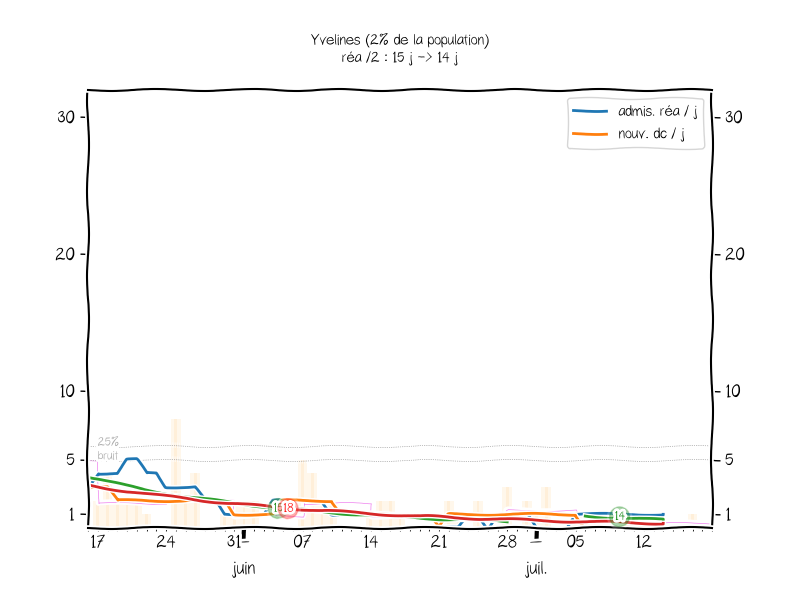 Yvelines (2% de la population)
réa /2 : 15 j -> 14 j
admis. réa / j
nouv. dc / j
30 30
20 20
10 10
5 5
1 1
25%
bruit
18
14
17 24 31 07 14 21 28 05 12
juin juil.